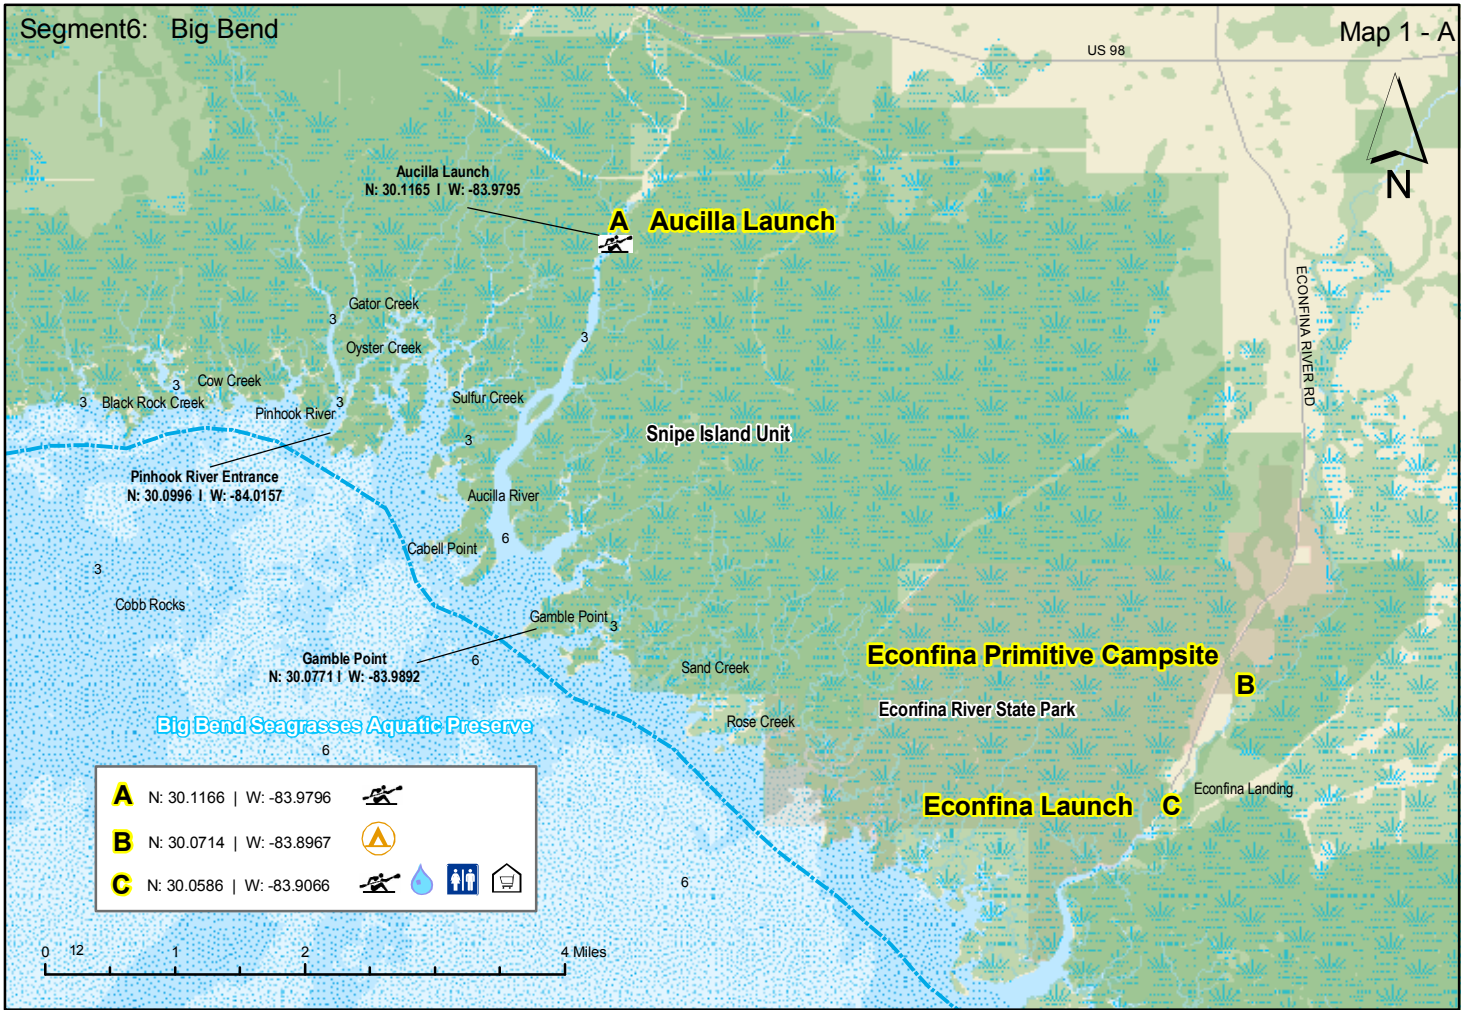 Segment6: Big Bend
Map 1 - A
US 98
N
Aucilla Launch
N: 30.1165 I W: -83.9795
A Aucilla Launch
ECONFINA RIVER RD
Gator Creek
3
3
Oyster Creek
3
Cow Creek
Black Rock Creek
3
3
Sulfur Creek
Pinhook River
3
Snipe Island Unit
Pinhook River Entrance
N: 30.0996 I W: -84.0157
Aucilla River
6
Cabell Point
3
Cobb Rocks
Gamble Point
3
Gamble Point
N: 30.0771 I W: -83.9892
6
Sand Creek
Econfina Primitive Campsite
B
Econfina River State Park
Rose Creek
Big Bend Seagrasses Aquatic Preserve
6
Econfina Landing
Econfina Launch C
A N: 30.1166 | W: -83.9796
B N: 30.0714 | W: -83.8967
C N: 30.0586 | W: -83.9066
6
12
0 1 2 4 Miles
3